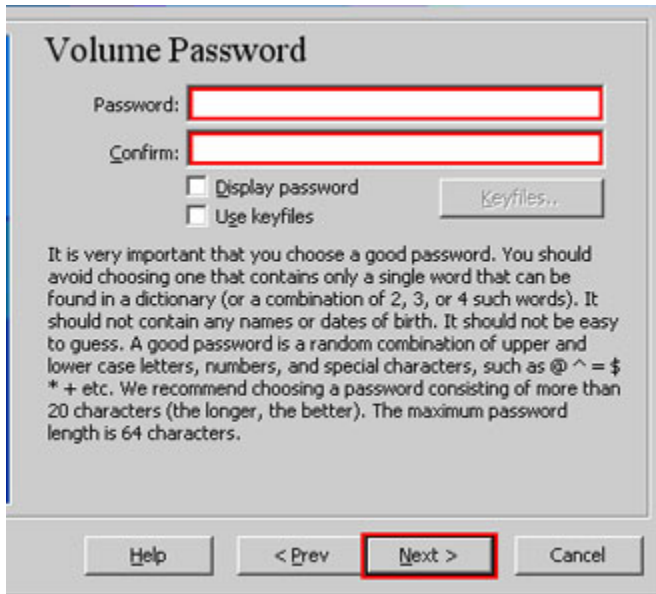 Volume Password
Password:
Confirm:
Display password
Use keyfiles
Keyfiles..
It is very important that you choose a good password. You should
avoid choosing one that contains only a single word that can be
found in a dictionary (or a combination of 2, 3, or 4 such words). It
should not contain any names or dates of birth. It should not be easy
to guess. A good password is a random combination of upper and
lower case letters, numbers, and special characters, such as @ ^ = $
* + etc. We recommend choosing a password consisting of more than
20 characters (the longer, the better). The maximum password
length is 64 characters.
Help
< Prev
Next >
Cancel